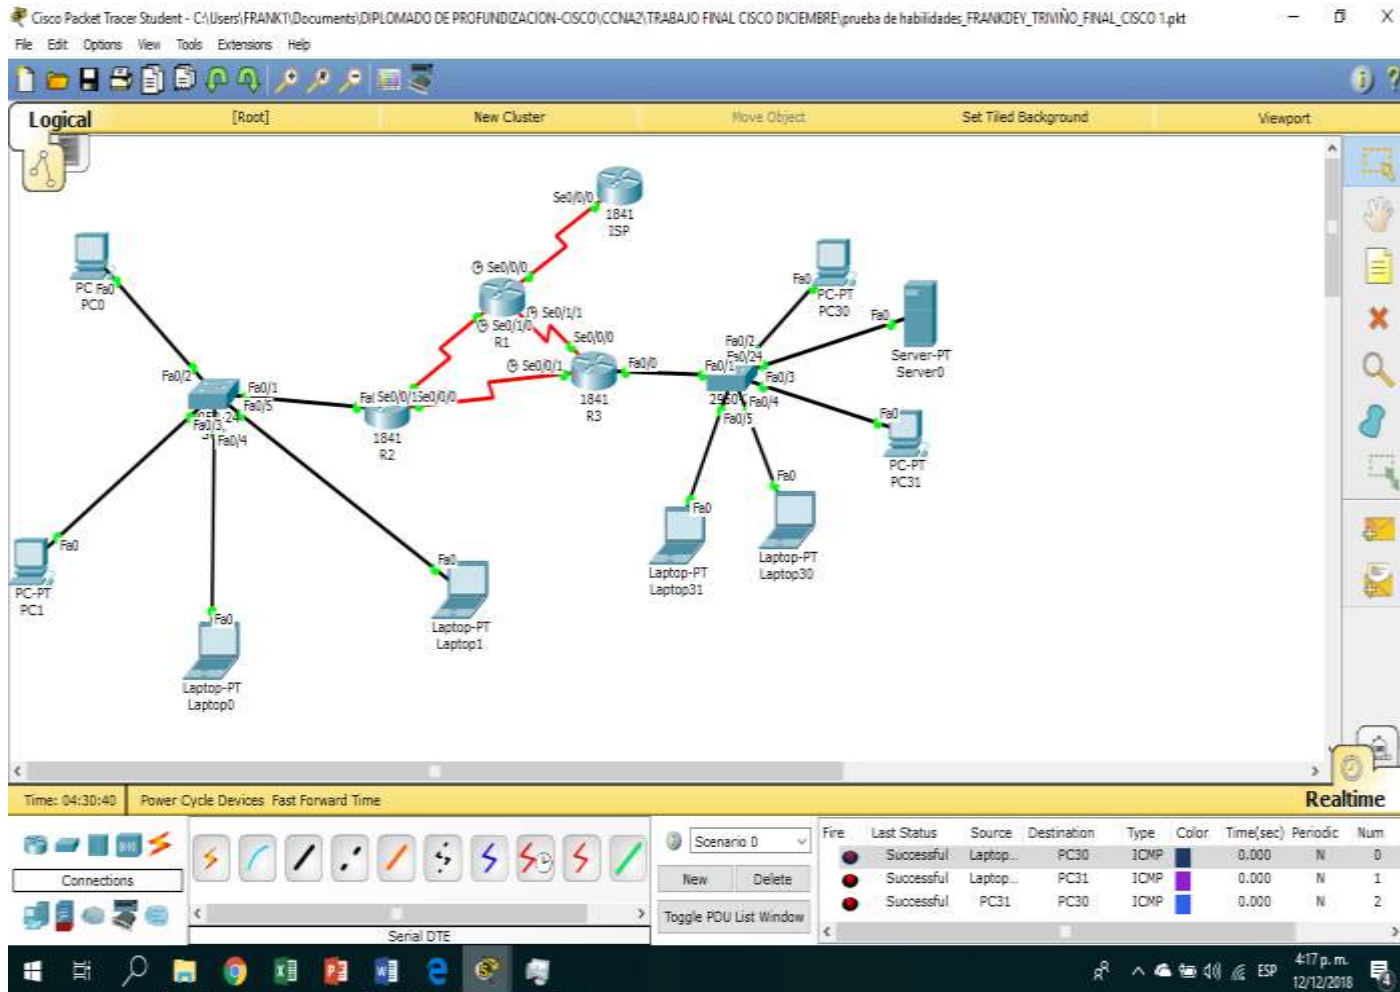 Cisco Packet Tracer Student - C:\Users\FRANK1\Documents\DIPLOMADO DE PROFUNDIZACION-CISCO\CCNA2\TRABAJO FINAL CISCO DICIEMBRE\prueba de habilidades_FRANKDEY_TRIVIÑO_FINAL_CISCO 1.pkt
File Edit Options View Tools Extensions Help
Logical [Root] New Cluster Move Object Set Tiled Background Viewport
Se0/0/0
1841
ISP
Se0/0/0
Fa0
PC-PT
PC30
PC Fa0
PC0
Se0/1/1
Se0/1/0
R1
Se0/0/0
Fa0
Server-PT
Server0
Fa0/2
Fa0/24
Fa0/2
Fa0/1
Fa0/5
Se0/0/1
Se0/0/0
Se0/0/1
Fa0/0
1841
R3
Fa0/1
Fa0/3
Fa0/4
Fa0/5
Fa0
PC-PT
PC31
Fa0/3
Fa0/4
1841
R2
Fa0
Fa0
Laptop-PT
Laptop31
Laptop-PT
Laptop30
Fa0
PC-PT
PC1
Fa0
Laptop-PT
Laptop1
Fa0
Laptop-PT
Laptop0
Time: 04:30:40 Power Cycle Devices Fast Forward Time Realtime
Connections
Serial DTE
Scenario 0
New Delete
Toggle PDU List Window
Fire Last Status Source Destination Type Color Time(sec) Periodic Num
Successful Laptop... PC30 ICMP 0.000 N 0
Successful Laptop... PC31 ICMP 0.000 N 1
Successful PC31 PC30 ICMP 0.000 N 2
ESP
4:17 p. m.
12/12/2018